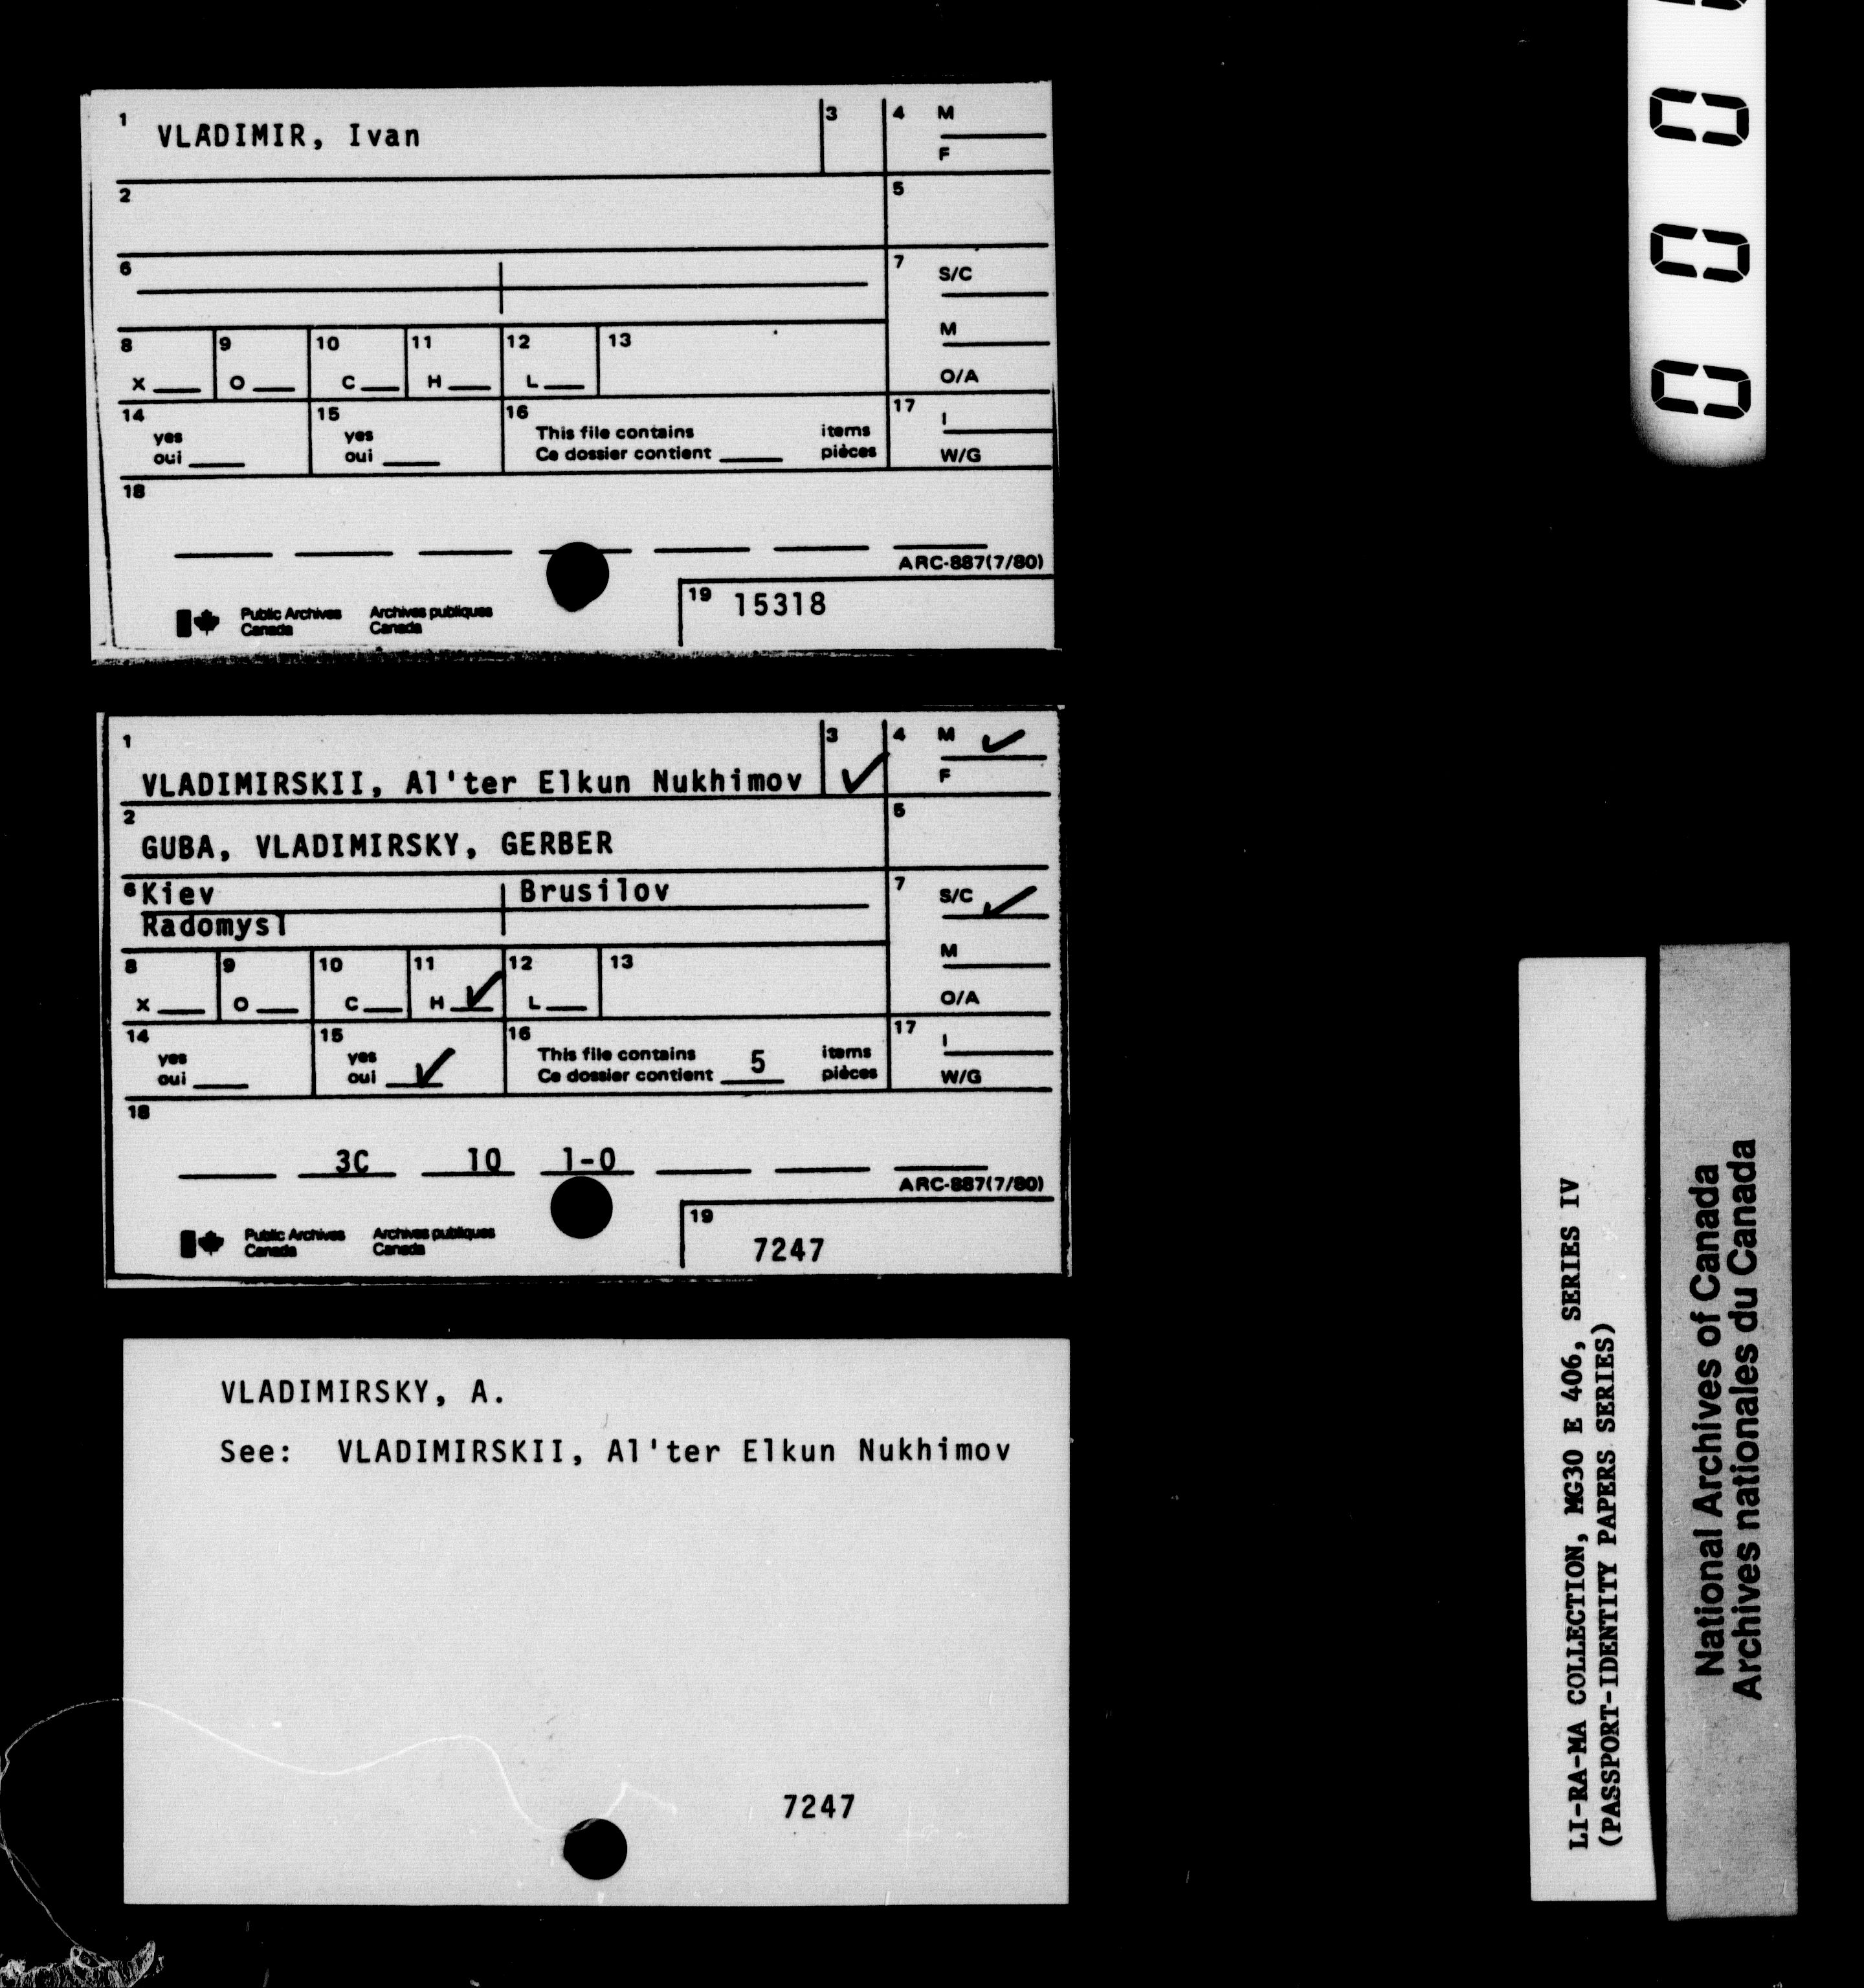 1 VLADIMIR, Ivan 3 4 M
F
2 5
6 7 S/C
M
8 9 10 11 12 13
X O C H L O/A
14 15 16 17
yes yes This file contains items I
oui oui Ce dossier contient pièces W/G
18
ARC-887(7/80)
Public Archives Archives publiques
Canada Canada
19 15318
1 3 4 M
VLADIMIRSKII, Al'ter Elkun Nukhimov F
2 5
GUBA, VLADIMIRSKY, GERBER
6 Kiev Brusilov 7 S/C
Radomysl
M
8 9 10 11 12 13
X O C H L O/A
14 15 16 17
yes yes This file contains 5 items I
oui oui Ce dossier contient pièces W/G
18
3C 10 1-0
ARC-887(7/80)
Public Archives Archives publiques
Canada Canada
19
7247
VLADIMIRSKY, A.
See: VLADIMIRSKII, Al'ter Elkun Nukhimov
7247
LI-RA-MA COLLECTION, MG30 E 406, SERIES IV
(PASSPORT-IDENTITY PAPERS SERIES)
National Archives of Canada
Archives nationales du Canada
0 0 0